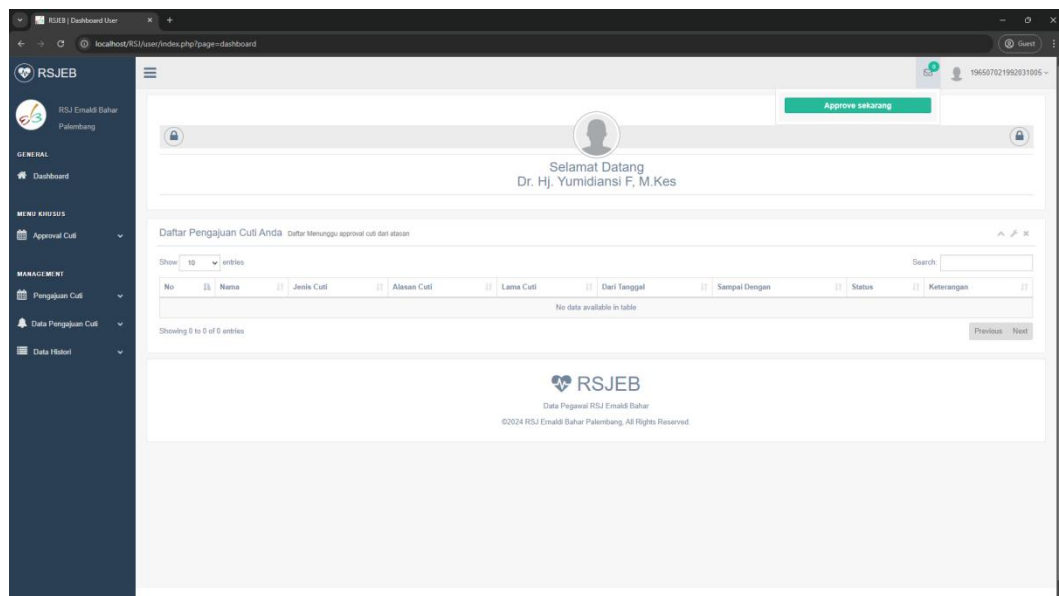 RSJEB | Dashboard User
localhost/RSJ/user/index.php?page=dashboard
Guest
RSJEB
0
196507021992031005
RSJ Ernaldi Bahar
Palembang
Approve sekarang
GENERAL
Dashboard
Selamat Datang
Dr. Hj. Yumidiansi F, M.Kes
MENU KHUSUS
Approval Cuti
Daftar Pengajuan Cuti Anda Daftar Menunggu approval cuti dari atasan
Show 10 entries
Search:
MANAGEMENT
Pengajuan Cuti
Data Pengajuan Cuti
Data Histori
No Nama Jenis Cuti Alasan Cuti Lama Cuti Dari Tanggal Sampai Dengan Status Keterangan
No data available in table
Showing 0 to 0 of 0 entries
Previous Next
RSJEB
Data Pegawai RSJ Ernaldi Bahar
©2024 RSJ Ernaldi Bahar Palembang, All Rights Reserved.